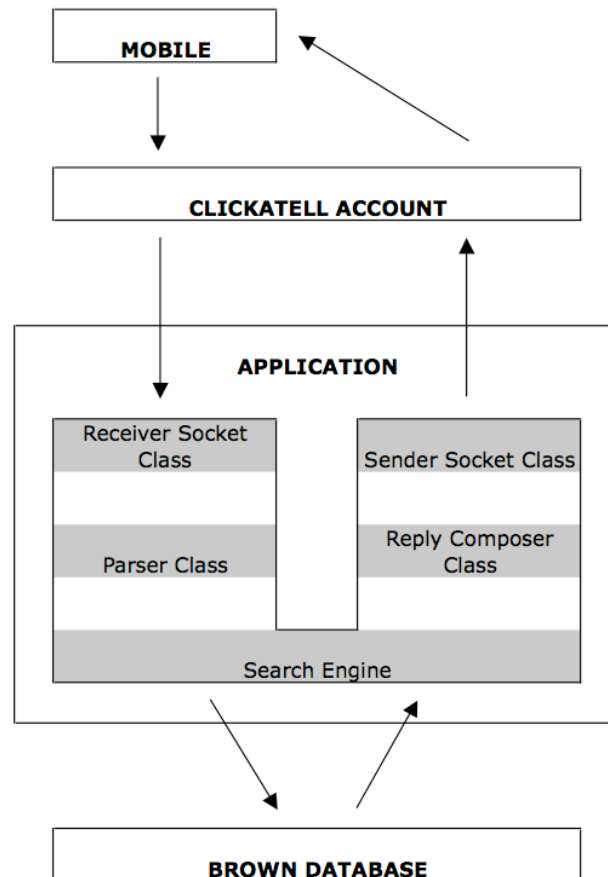 MOBILE
CLICKATELL ACCOUNT
APPLICATION
Receiver Socket
Class
Sender Socket Class
Parser Class
Reply Composer
Class
Search Engine
BROWN DATABASE